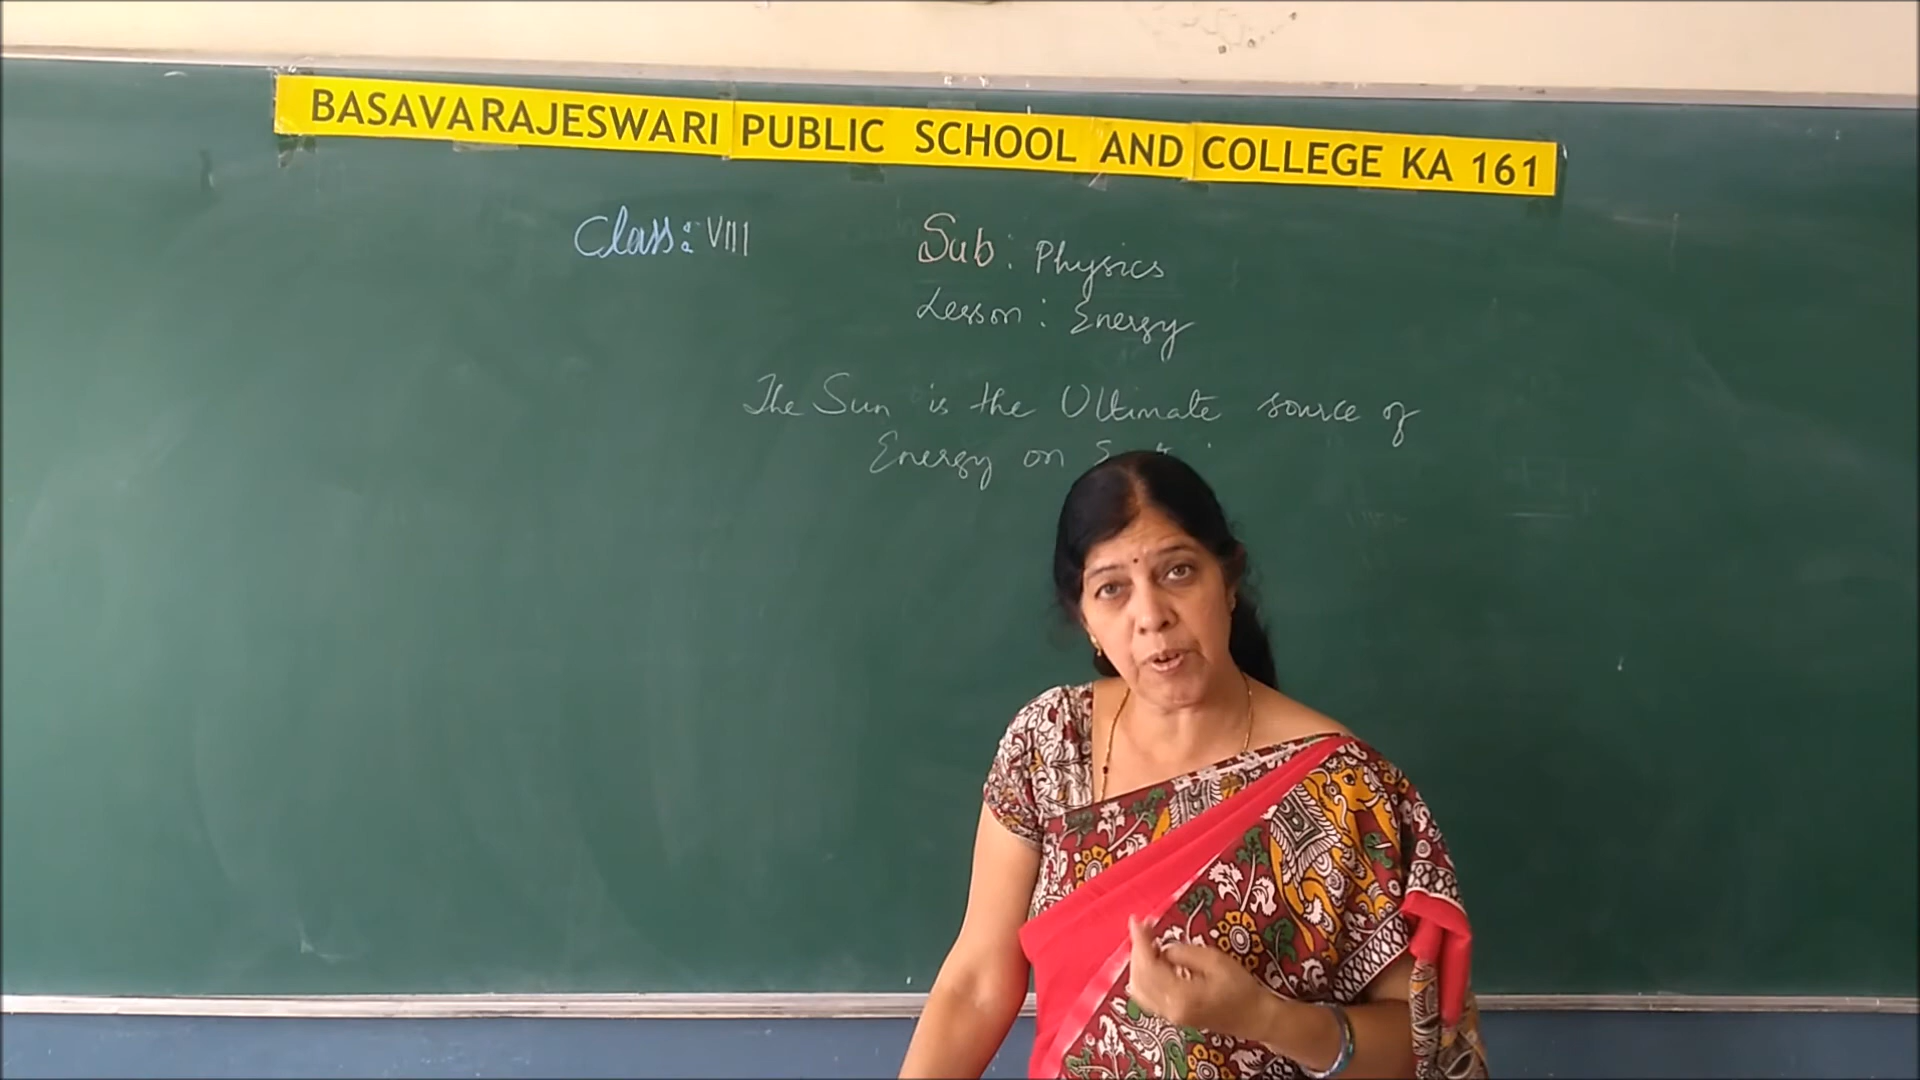 BASAVARAJESWARI PUBLIC SCHOOL AND COLLEGE KA 161
Class: VIII
Sub: Physics
Lesson: Energy
The Sun is the Ultimate source of
Energy on